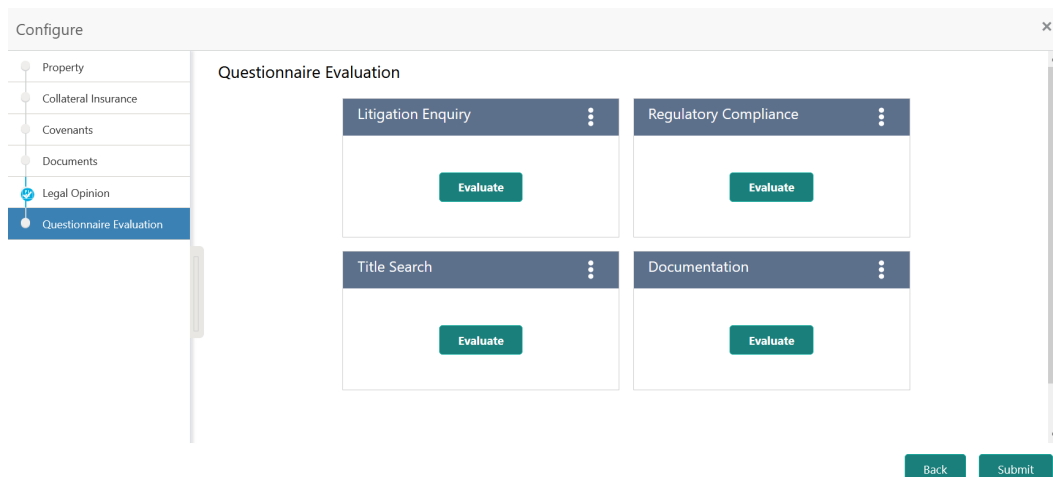 Configure
×
Property
Collateral Insurance
Covenants
Documents
Legal Opinion
Questionnaire Evaluation
Questionnaire Evaluation
Litigation Enquiry
Evaluate
Regulatory Compliance
Evaluate
Title Search
Evaluate
Documentation
Evaluate
Back
Submit